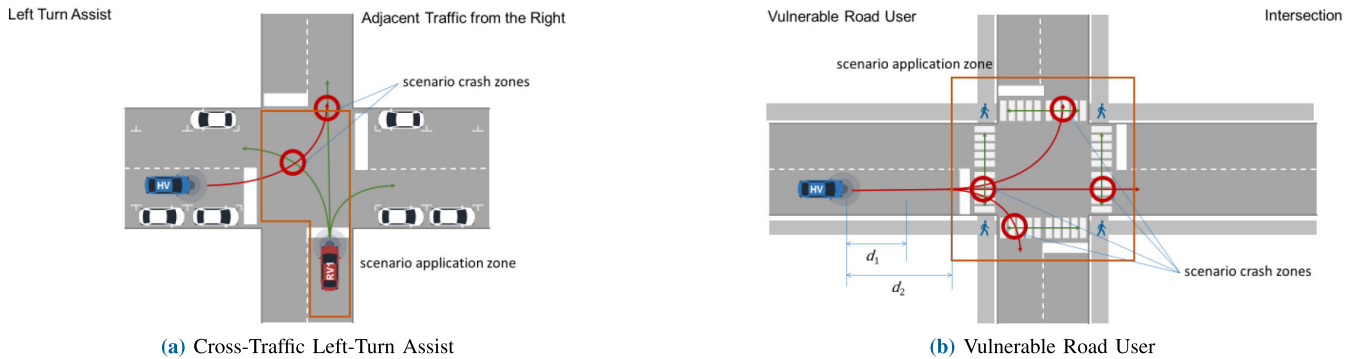 Left Turn Assist
Adjacent Traffic from the Right
scenario crash zones
HV
RV1
scenario application zone
(a) Cross-Traffic Left-Turn Assist
Vulnerable Road User
Intersection
scenario application zone
HV
d1
d2
scenario crash zones
(b) Vulnerable Road User